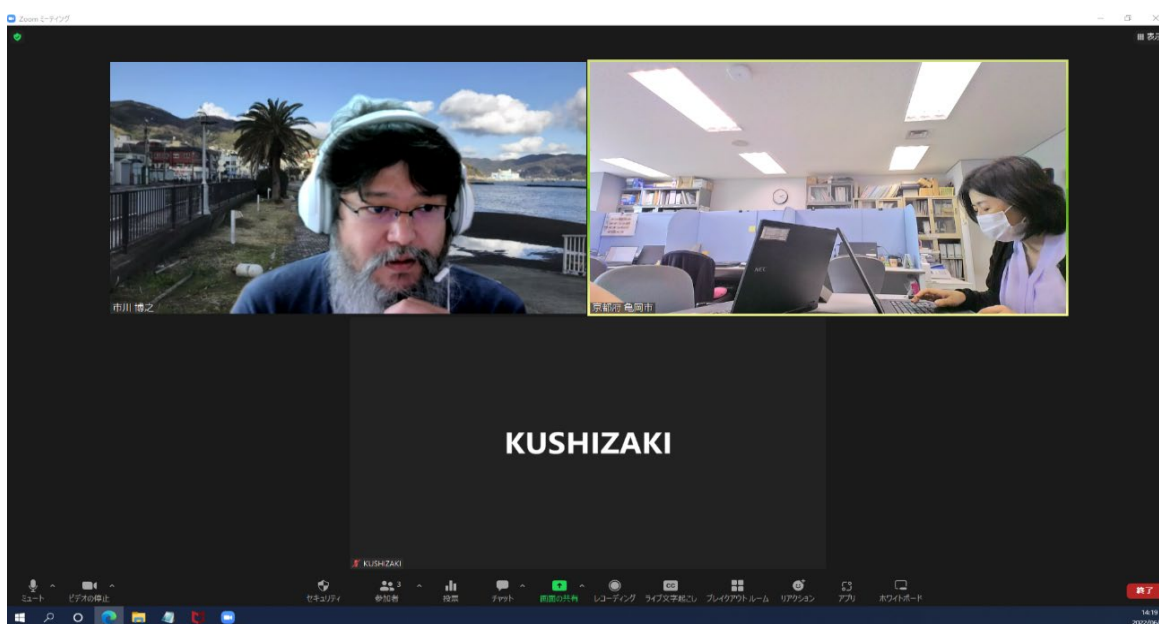 Zoom ミーティング
表示
市川 博之
京都府 亀岡市
KUSHIZAKI
KUSHIZAKI
ミュート
ビデオの停止
セキュリティ
3
参加者
投票
チャット
画面の共有
レコーディング
CC
ライブ文字起こし
ブレイクアウト ルーム
リアクション
アプリ
ホワイトボード
終了
14:19